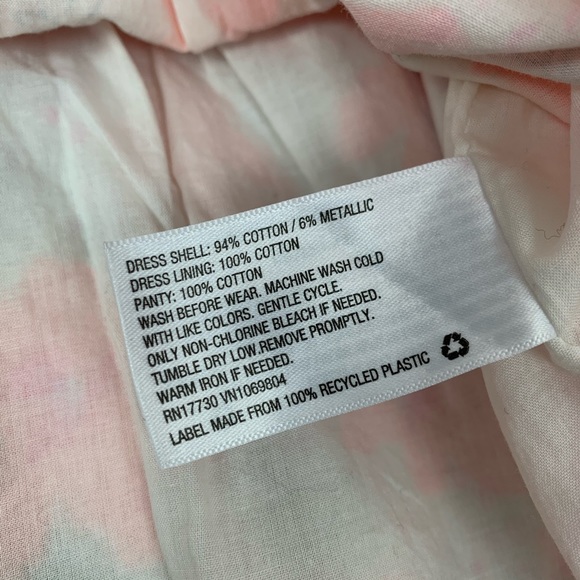 DRESS SHELL: 94% COTTON / 6% METALLIC
DRESS LINING: 100% COTTON
PANTY: 100% COTTON
WASH BEFORE WEAR. MACHINE WASH COLD
WITH LIKE COLORS. GENTLE CYCLE.
ONLY NON-CHLORINE BLEACH IF NEEDED.
TUMBLE DRY LOW.REMOVE PROMPTLY.
WARM IRON IF NEEDED.
RN17730 VN1069804
LABEL MADE FROM 100% RECYCLED PLASTIC